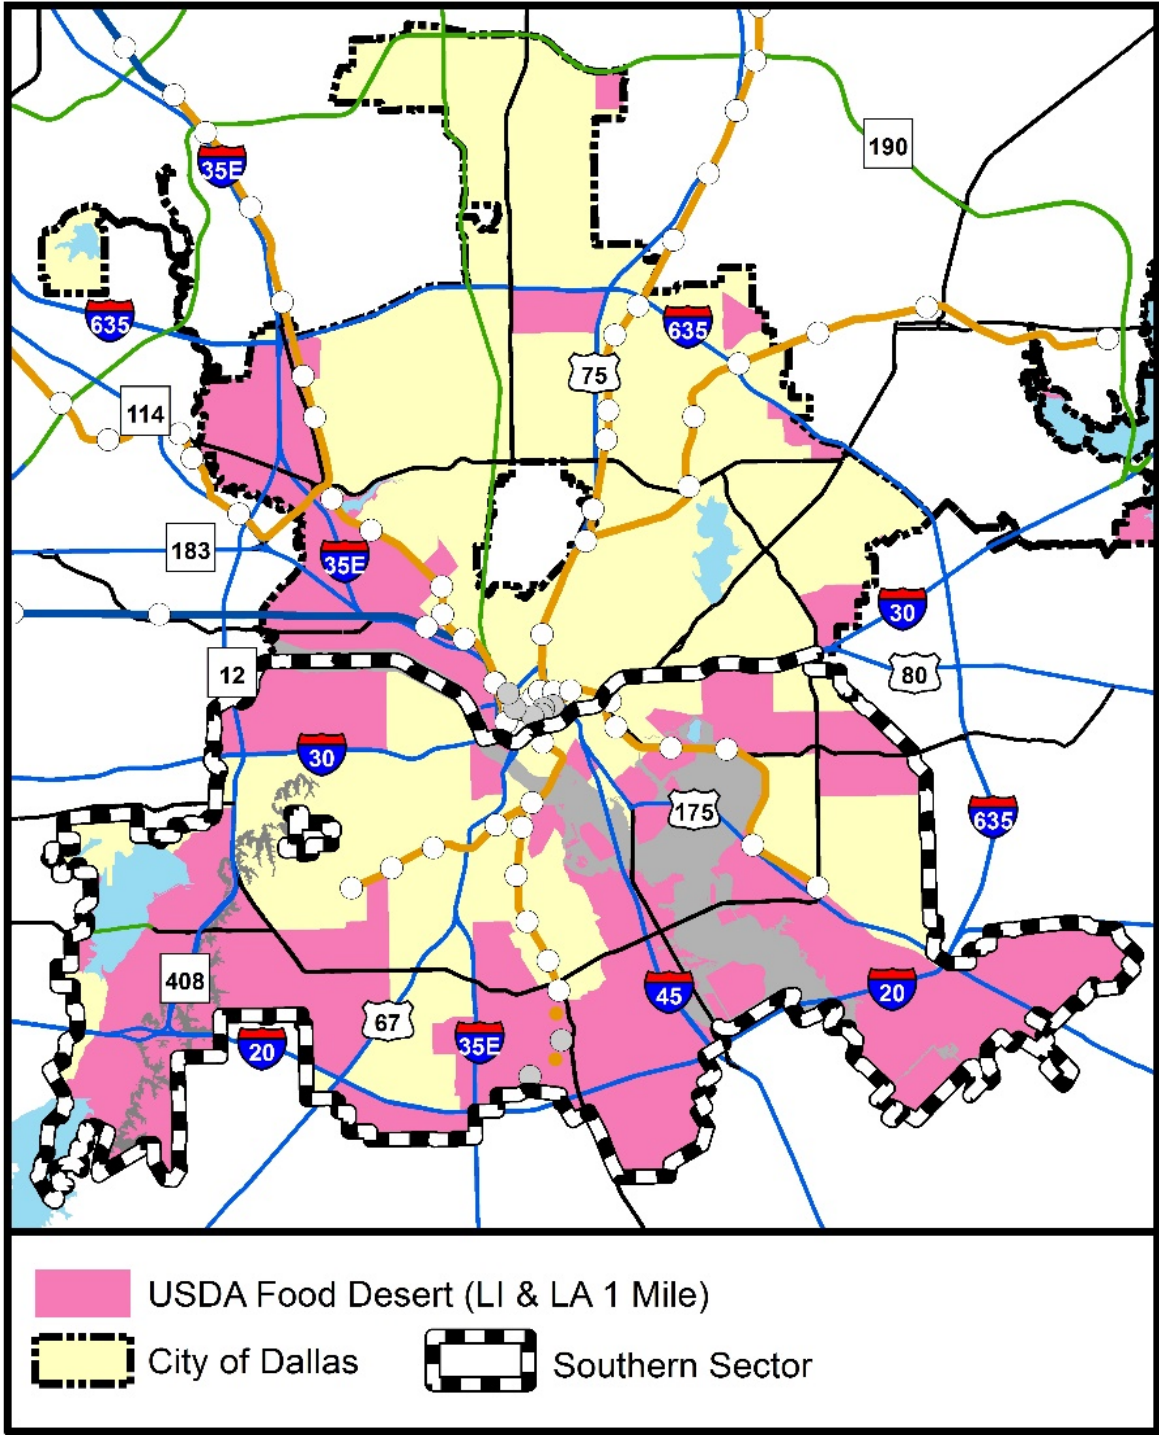 190
35E
635
635
75
114
183
35E
30
12
80
30
175
635
408
67
45
20
20
35E
USDA Food Desert (LI & LA 1 Mile)
City of Dallas
Southern Sector